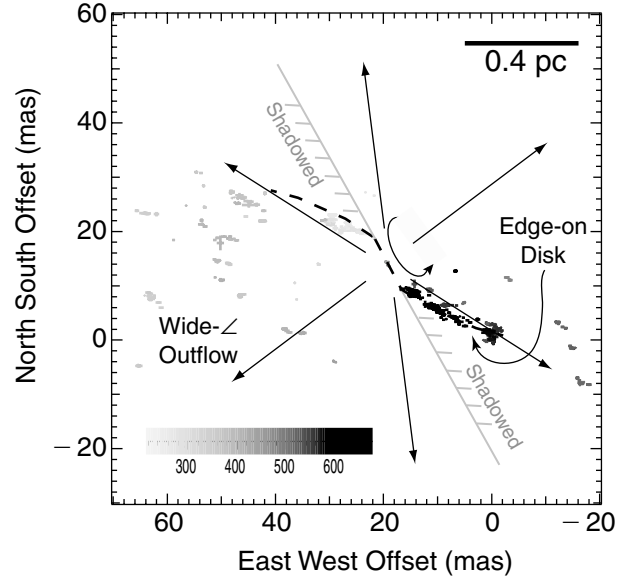 60
40
20
0
− 20
North South Offset (mas)
0.4 pc
Shadowed
Edge-on
Disk
Wide-∠
Outflow
Shadowed
300 400 500 600
60 40 20 0 − 20
East West Offset (mas)